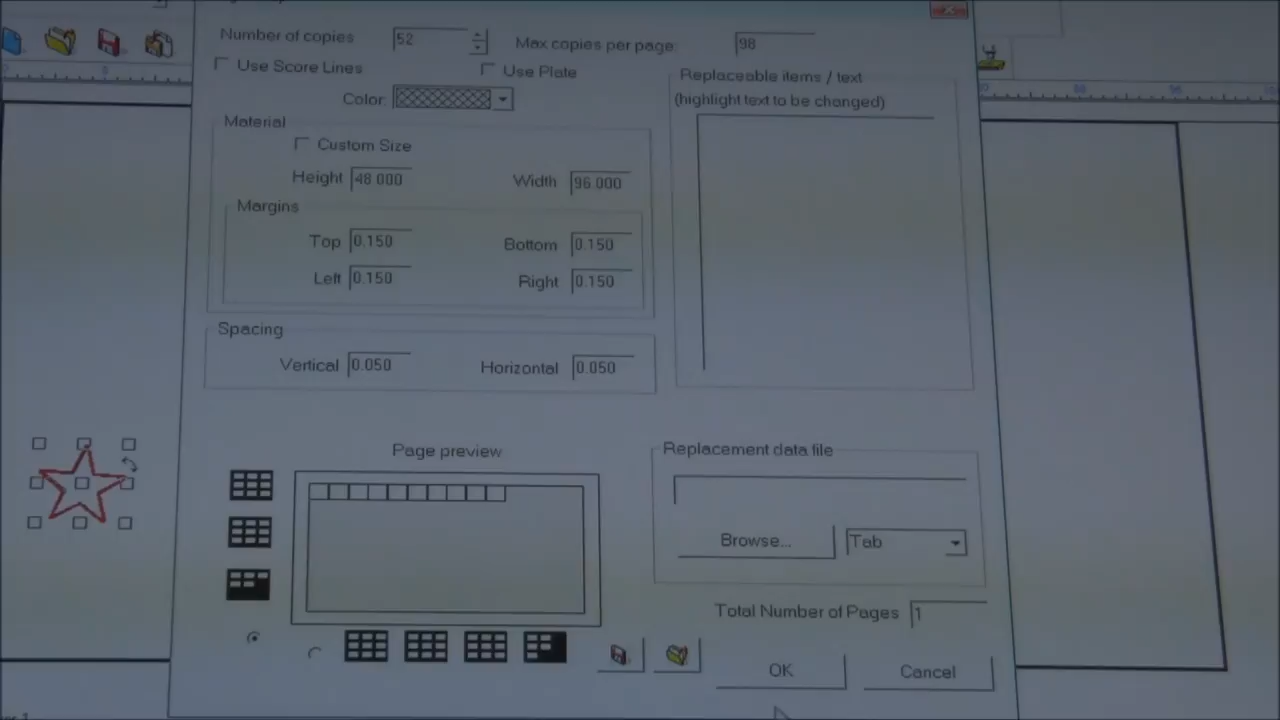 Number of copies 52 Max copies per page: 98
Use Score Lines Use Plate
Replaceable items / text
Color: (highlight text to be changed)
Material
Custom Size
Height 48.000 Width 96.000
Margins
Top 0.150 Bottom 0.150
Left 0.150 Right 0.150
Spacing
Vertical 0.050 Horizontal 0.050
Page preview Replacement data file
Browse... Tab
Total Number of Pages 1
OK Cancel